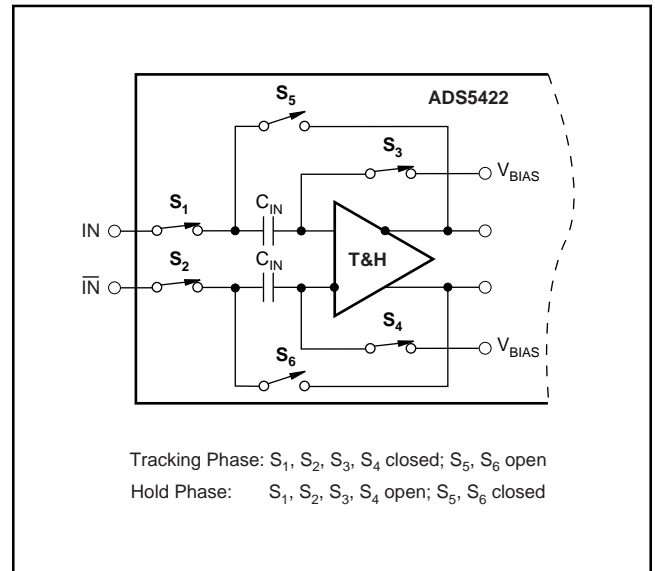 S5 ADS5422
S3
VBIAS
S1 CIN
IN
T&H
S2 CIN
I̅N̅
S4
VBIAS
S6
Tracking Phase: S1, S2, S3, S4 closed; S5, S6 open
Hold Phase: S1, S2, S3, S4 open; S5, S6 closed